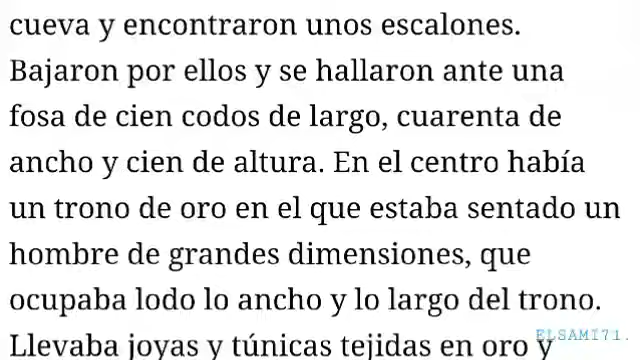 cueva y encontraron unos escalones.
Bajaron por ellos y se hallaron ante una
fosa de cien codos de largo, cuarenta de
ancho y cien de altura. En el centro había
un trono de oro en el que estaba sentado un
hombre de grandes dimensiones, que
ocupaba lodo lo ancho y lo largo del trono.
Llevaba joyas y túnicas tejidas en oro y
ELSAMI71.